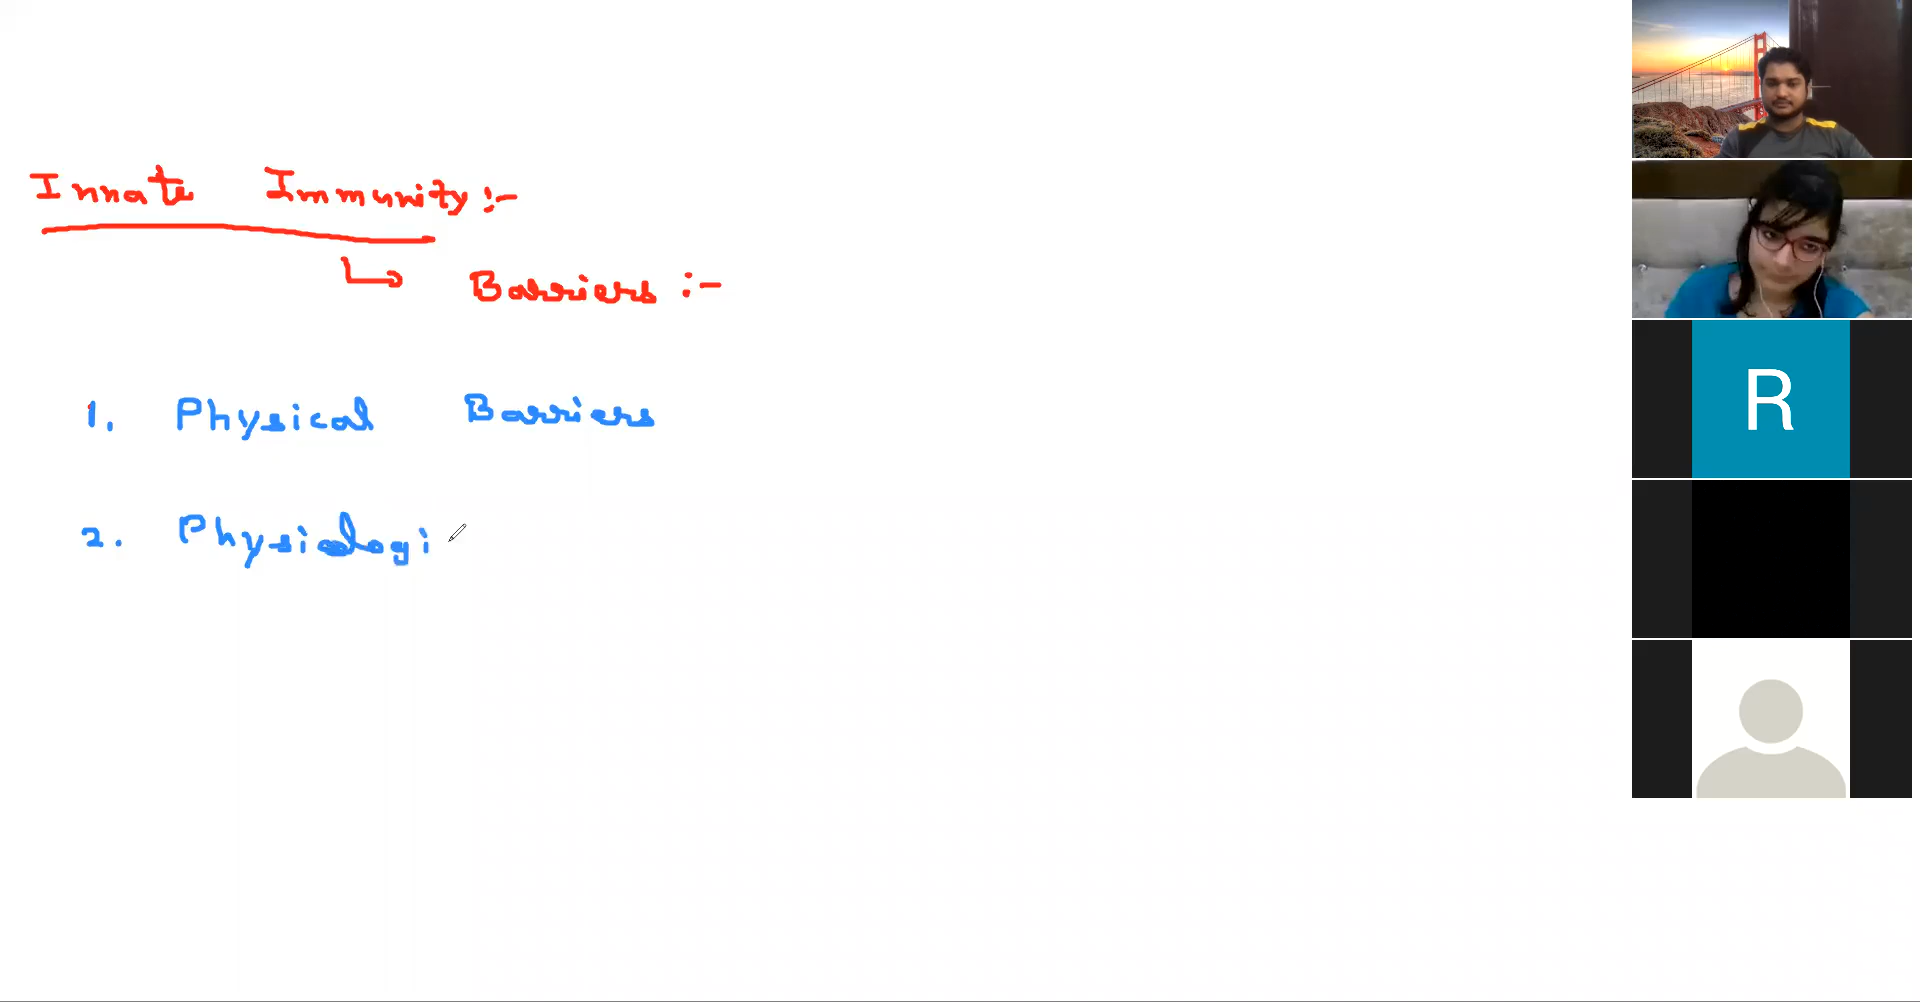 Innate Immunity :-
↳ Barriers :-
1. Physical Barriers
2. Physiologi
R